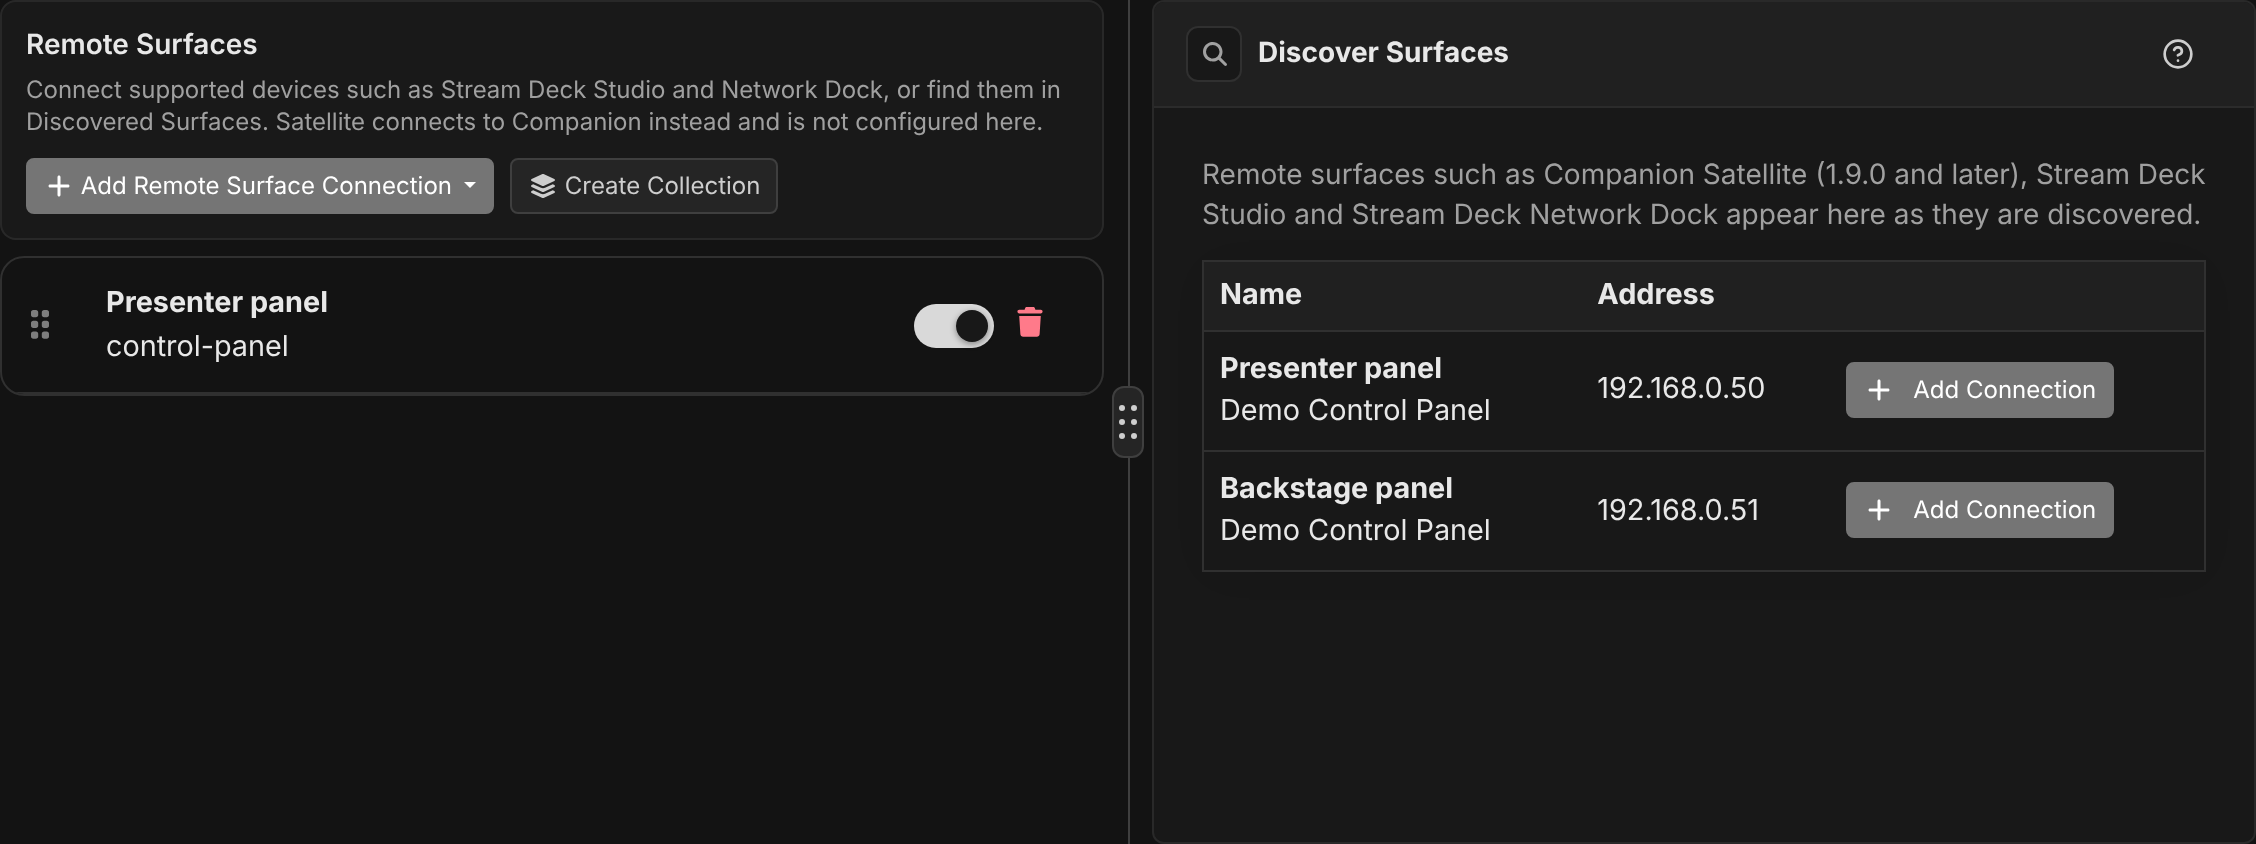 Remote Surfaces
Connect supported devices such as Stream Deck Studio and Network Dock, or find them in
Discovered Surfaces. Satellite connects to Companion instead and is not configured here.
Add Remote Surface Connection
Create Collection
Presenter panel
control-panel
Discover Surfaces
Remote surfaces such as Companion Satellite (1.9.0 and later), Stream Deck
Studio and Stream Deck Network Dock appear here as they are discovered.
Name Address
Presenter panel
Demo Control Panel
192.168.0.50
Add Connection
Backstage panel
Demo Control Panel
192.168.0.51
Add Connection